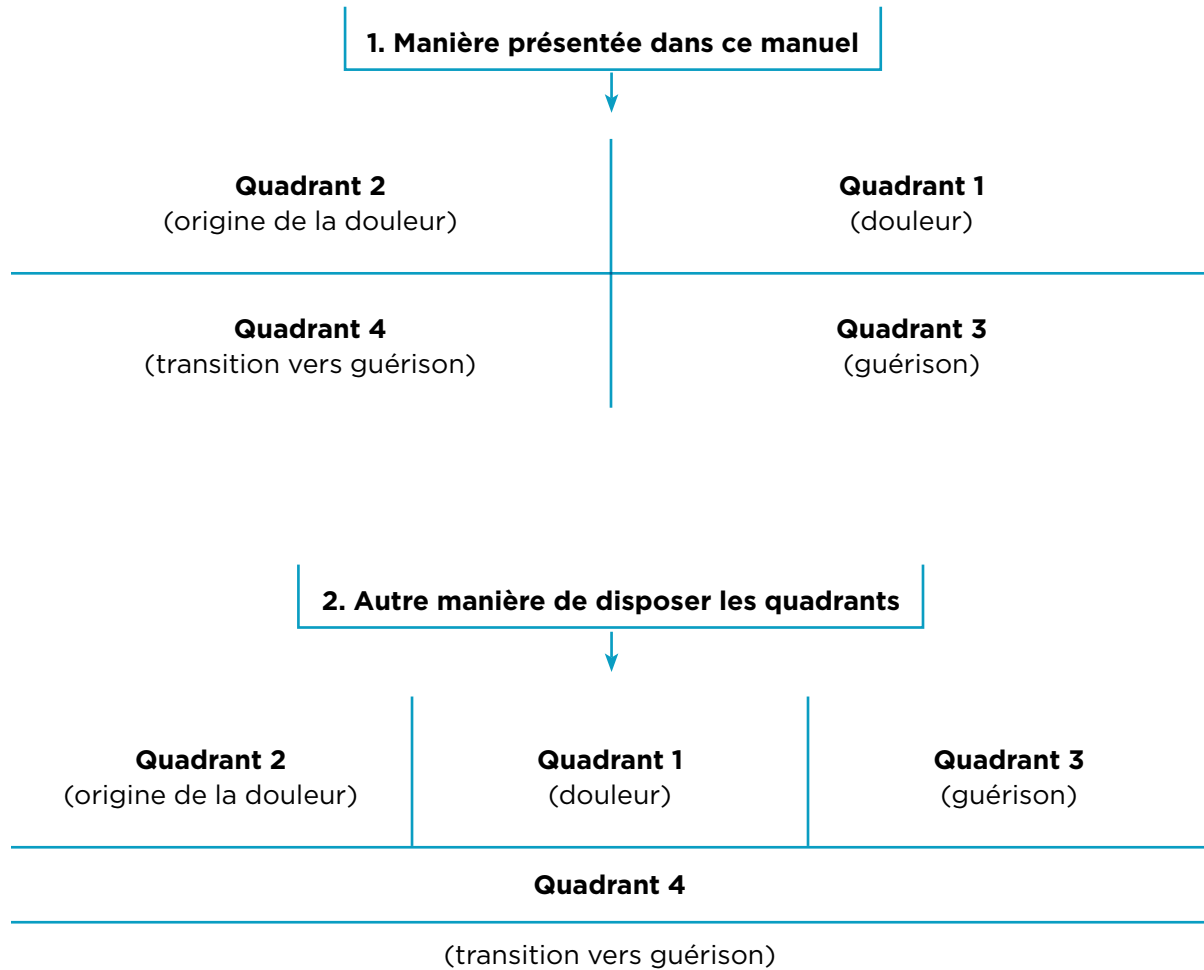 1. Manière présentée dans ce manuel
Quadrant 2
(origine de la douleur)
Quadrant 1
(douleur)
Quadrant 4
(transition vers guérison)
Quadrant 3
(guérison)
2. Autre manière de disposer les quadrants
Quadrant 2
(origine de la douleur)
Quadrant 1
(douleur)
Quadrant 3
(guérison)
Quadrant 4
(transition vers guérison)